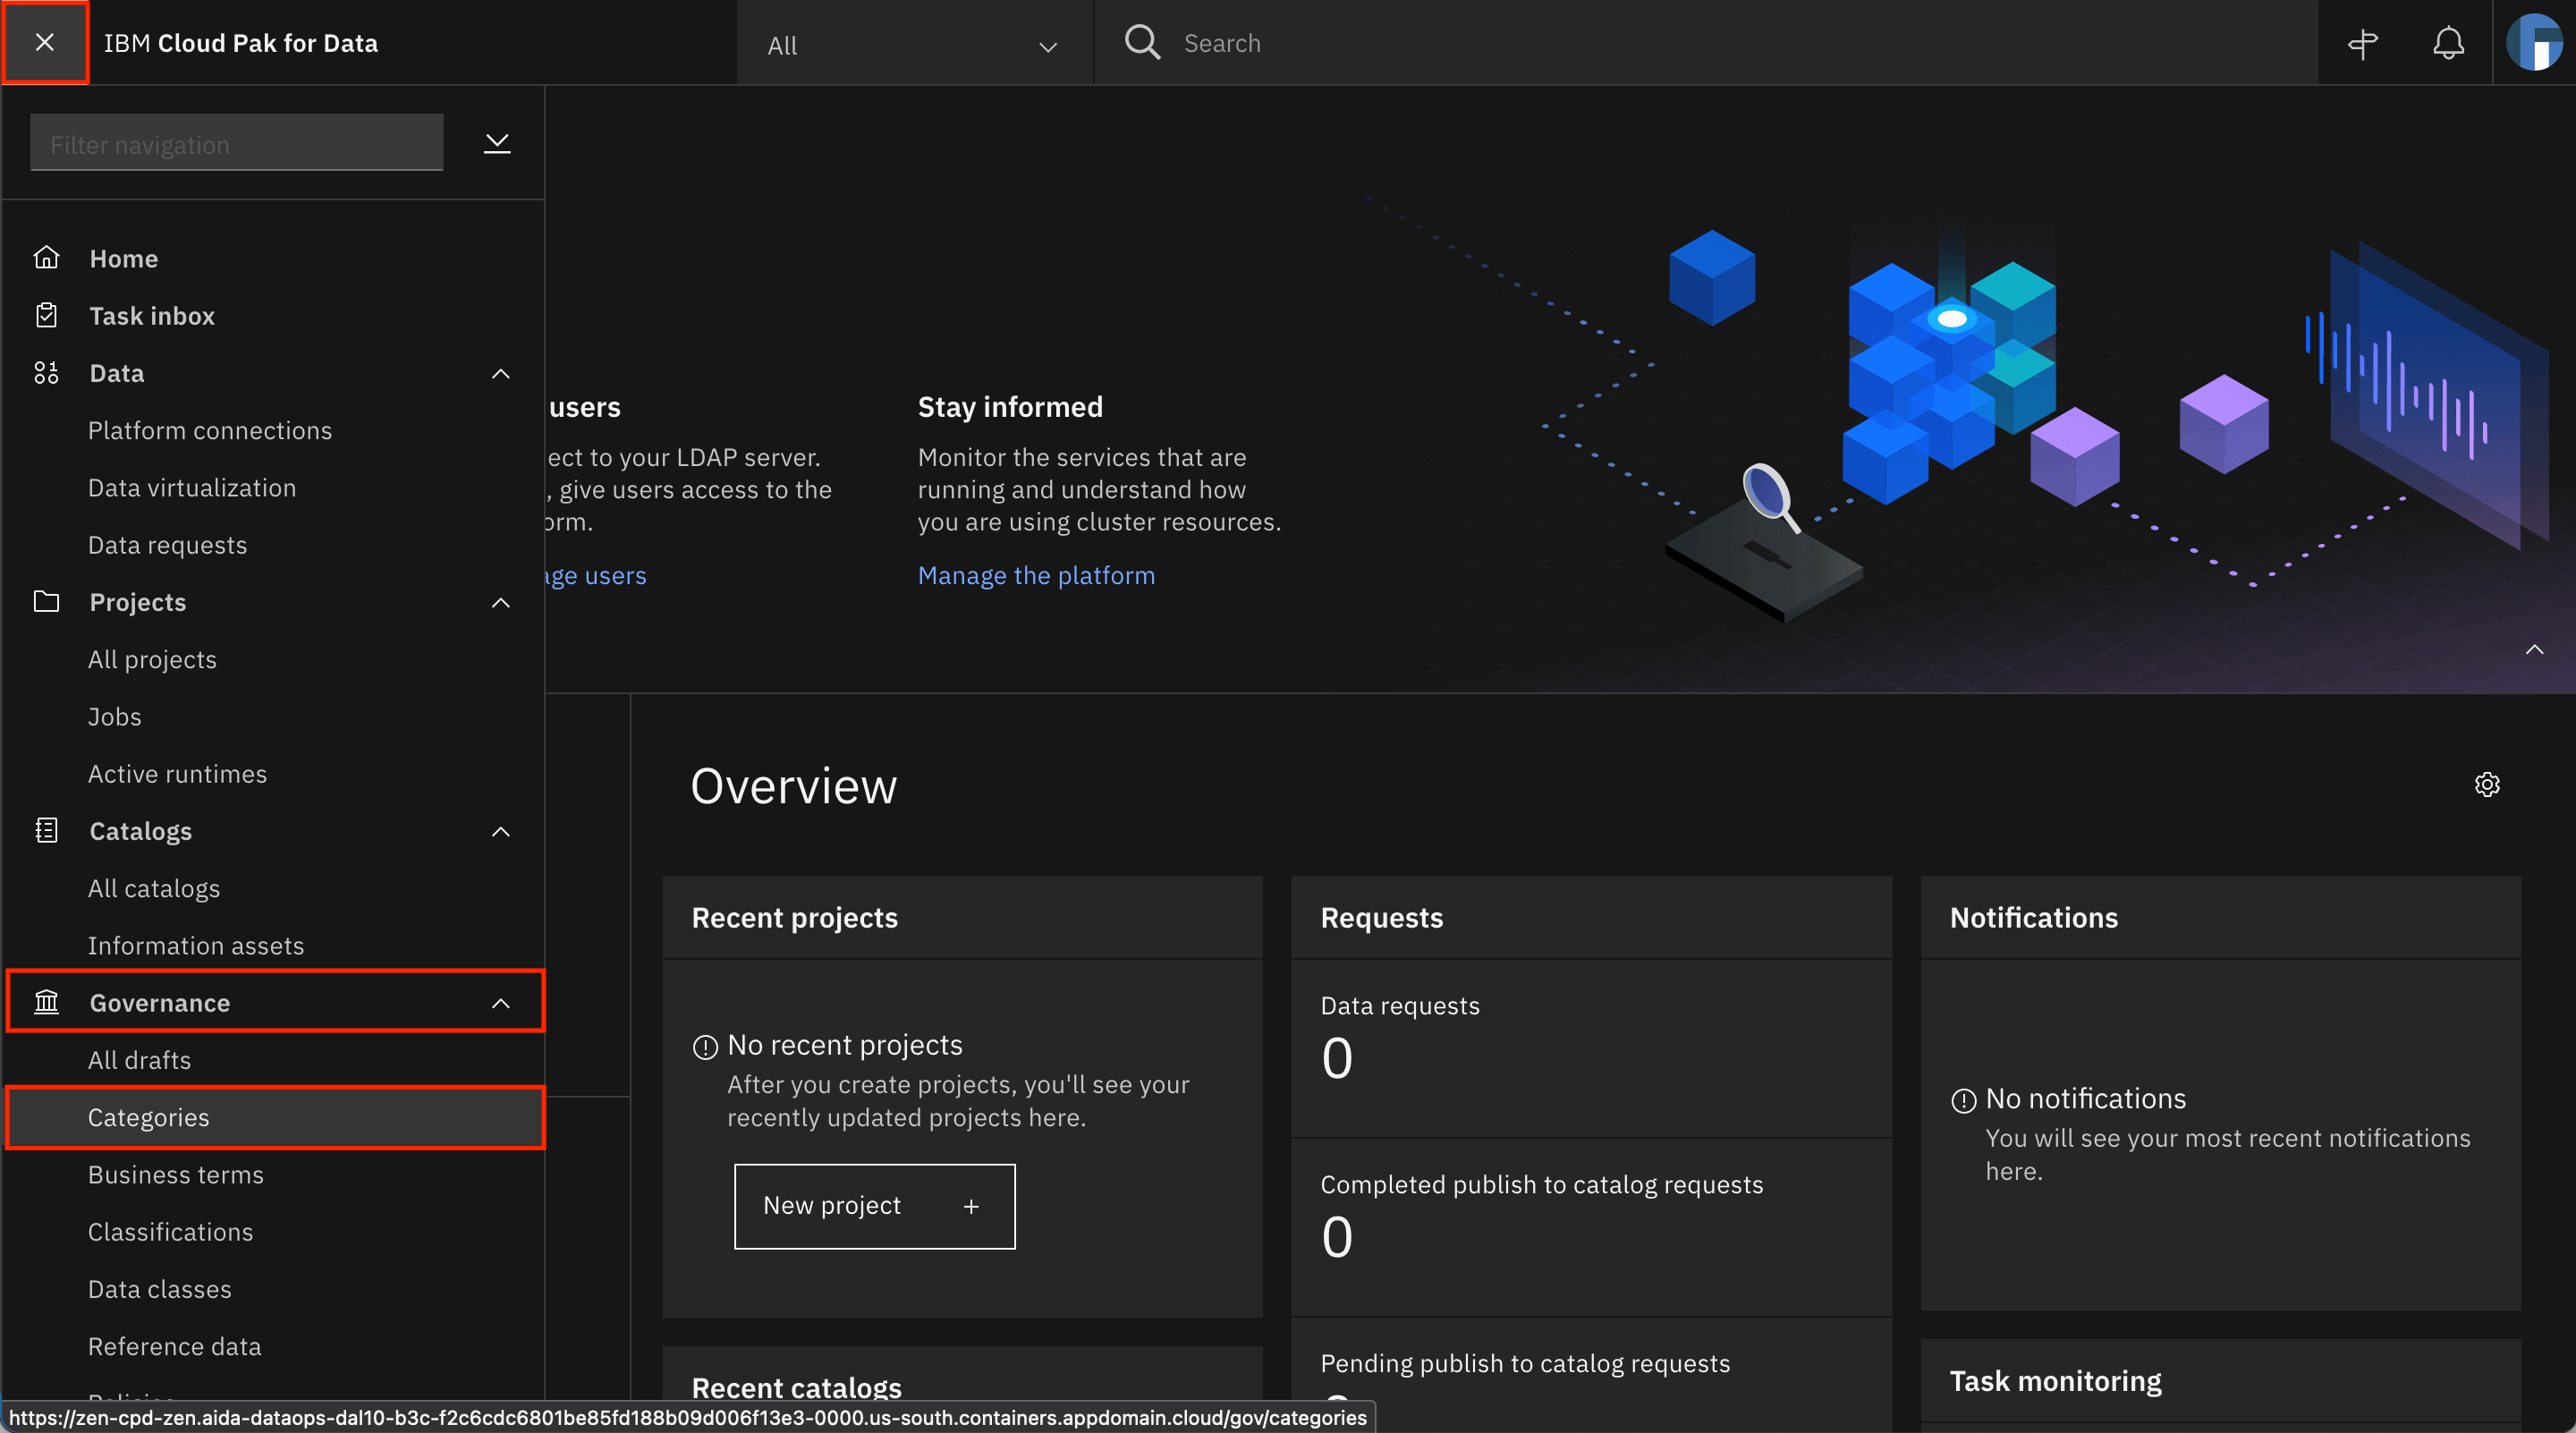 IBM Cloud Pak for Data
All
Search
Filter navigation
Home
Task inbox
Data
Platform connections
Data virtualization
Data requests
Projects
All projects
Jobs
Active runtimes
Catalogs
All catalogs
Information assets
Governance
All drafts
Categories
Business terms
Classifications
Data classes
Reference data
users
ect to your LDAP server.
, give users access to the
orm.
age users
Stay informed
Monitor the services that are
running and understand how
you are using cluster resources.
Manage the platform
Overview
Recent projects
No recent projects
After you create projects, you'll see your
recently updated projects here.
New project +
Recent catalogs
Requests
Data requests
0
Completed publish to catalog requests
0
Pending publish to catalog requests
Notifications
No notifications
You will see your most recent notifications
here.
Task monitoring
https://zen-cpd-zen.aida-dataops-dal10-b3c-f2c6cdc6801be85fd188b09d006f13e3-0000.us-south.containers.appdomain.cloud/gov/categories